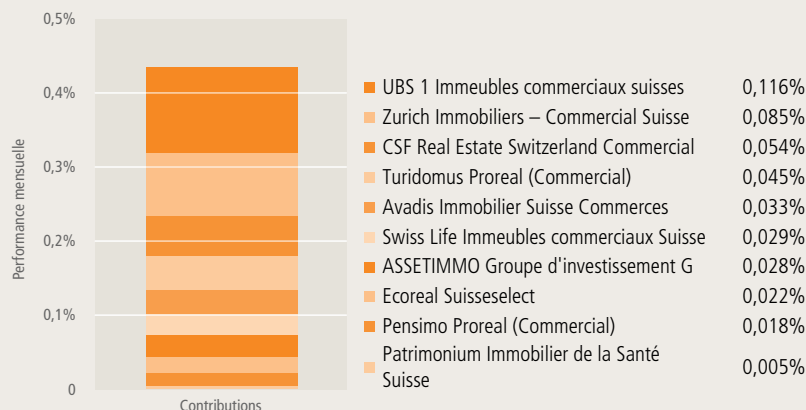 0,5%
0,4%
0,3%
0,2%
0,1%
0
Performance mensuelle
Contributions
UBS 1 Immeubles commerciaux suisses 0,116%
Zurich Immobiliers – Commercial Suisse 0,085%
CSF Real Estate Switzerland Commercial 0,054%
Turidomus Proreal (Commercial) 0,045%
Avadis Immobilier Suisse Commerces 0,033%
Swiss Life Immeubles commerciaux Suisse 0,029%
ASSETIMMO Groupe d'investissement G 0,028%
Ecoreal Suisseselect 0,022%
Pensimo Proreal (Commercial) 0,018%
Patrimonium Immobilier de la Santé
Suisse 0,005%